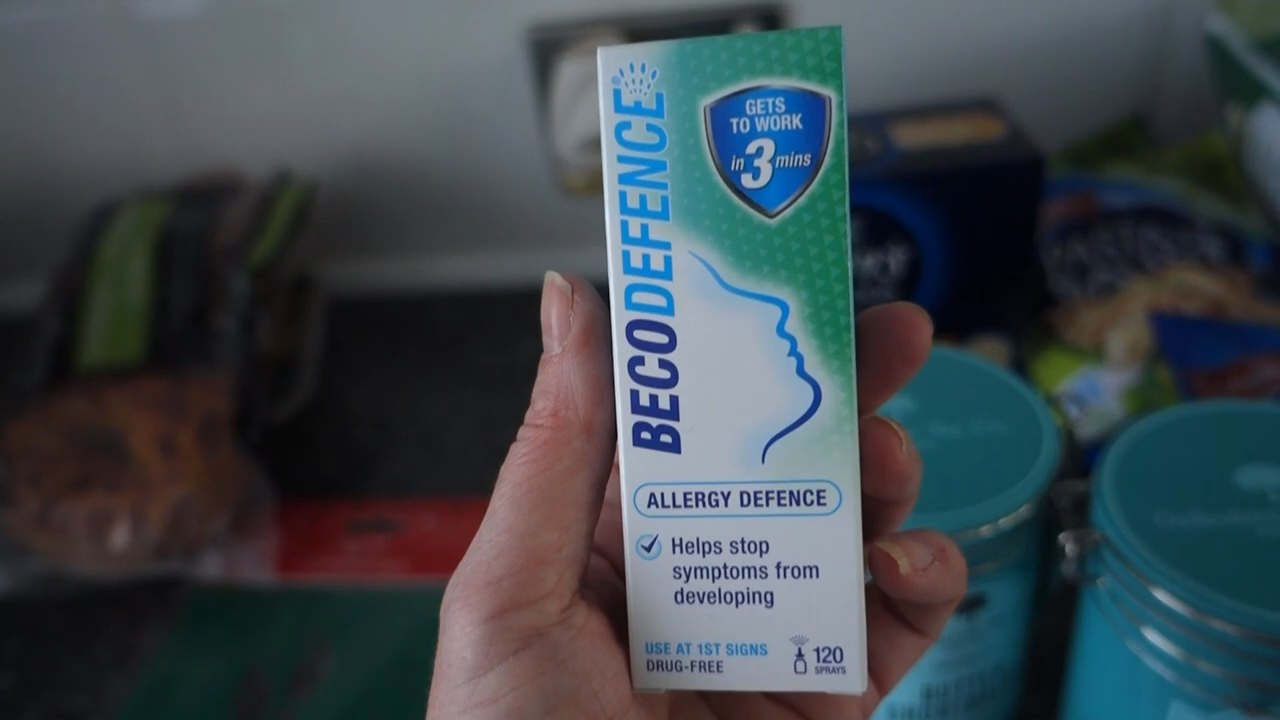 BECODEFENCE
GETS
TO WORK
in 3 mins
ALLERGY DEFENCE
Helps stop
symptoms from
developing
USE AT 1ST SIGNS
DRUG-FREE
120
SPRAYS